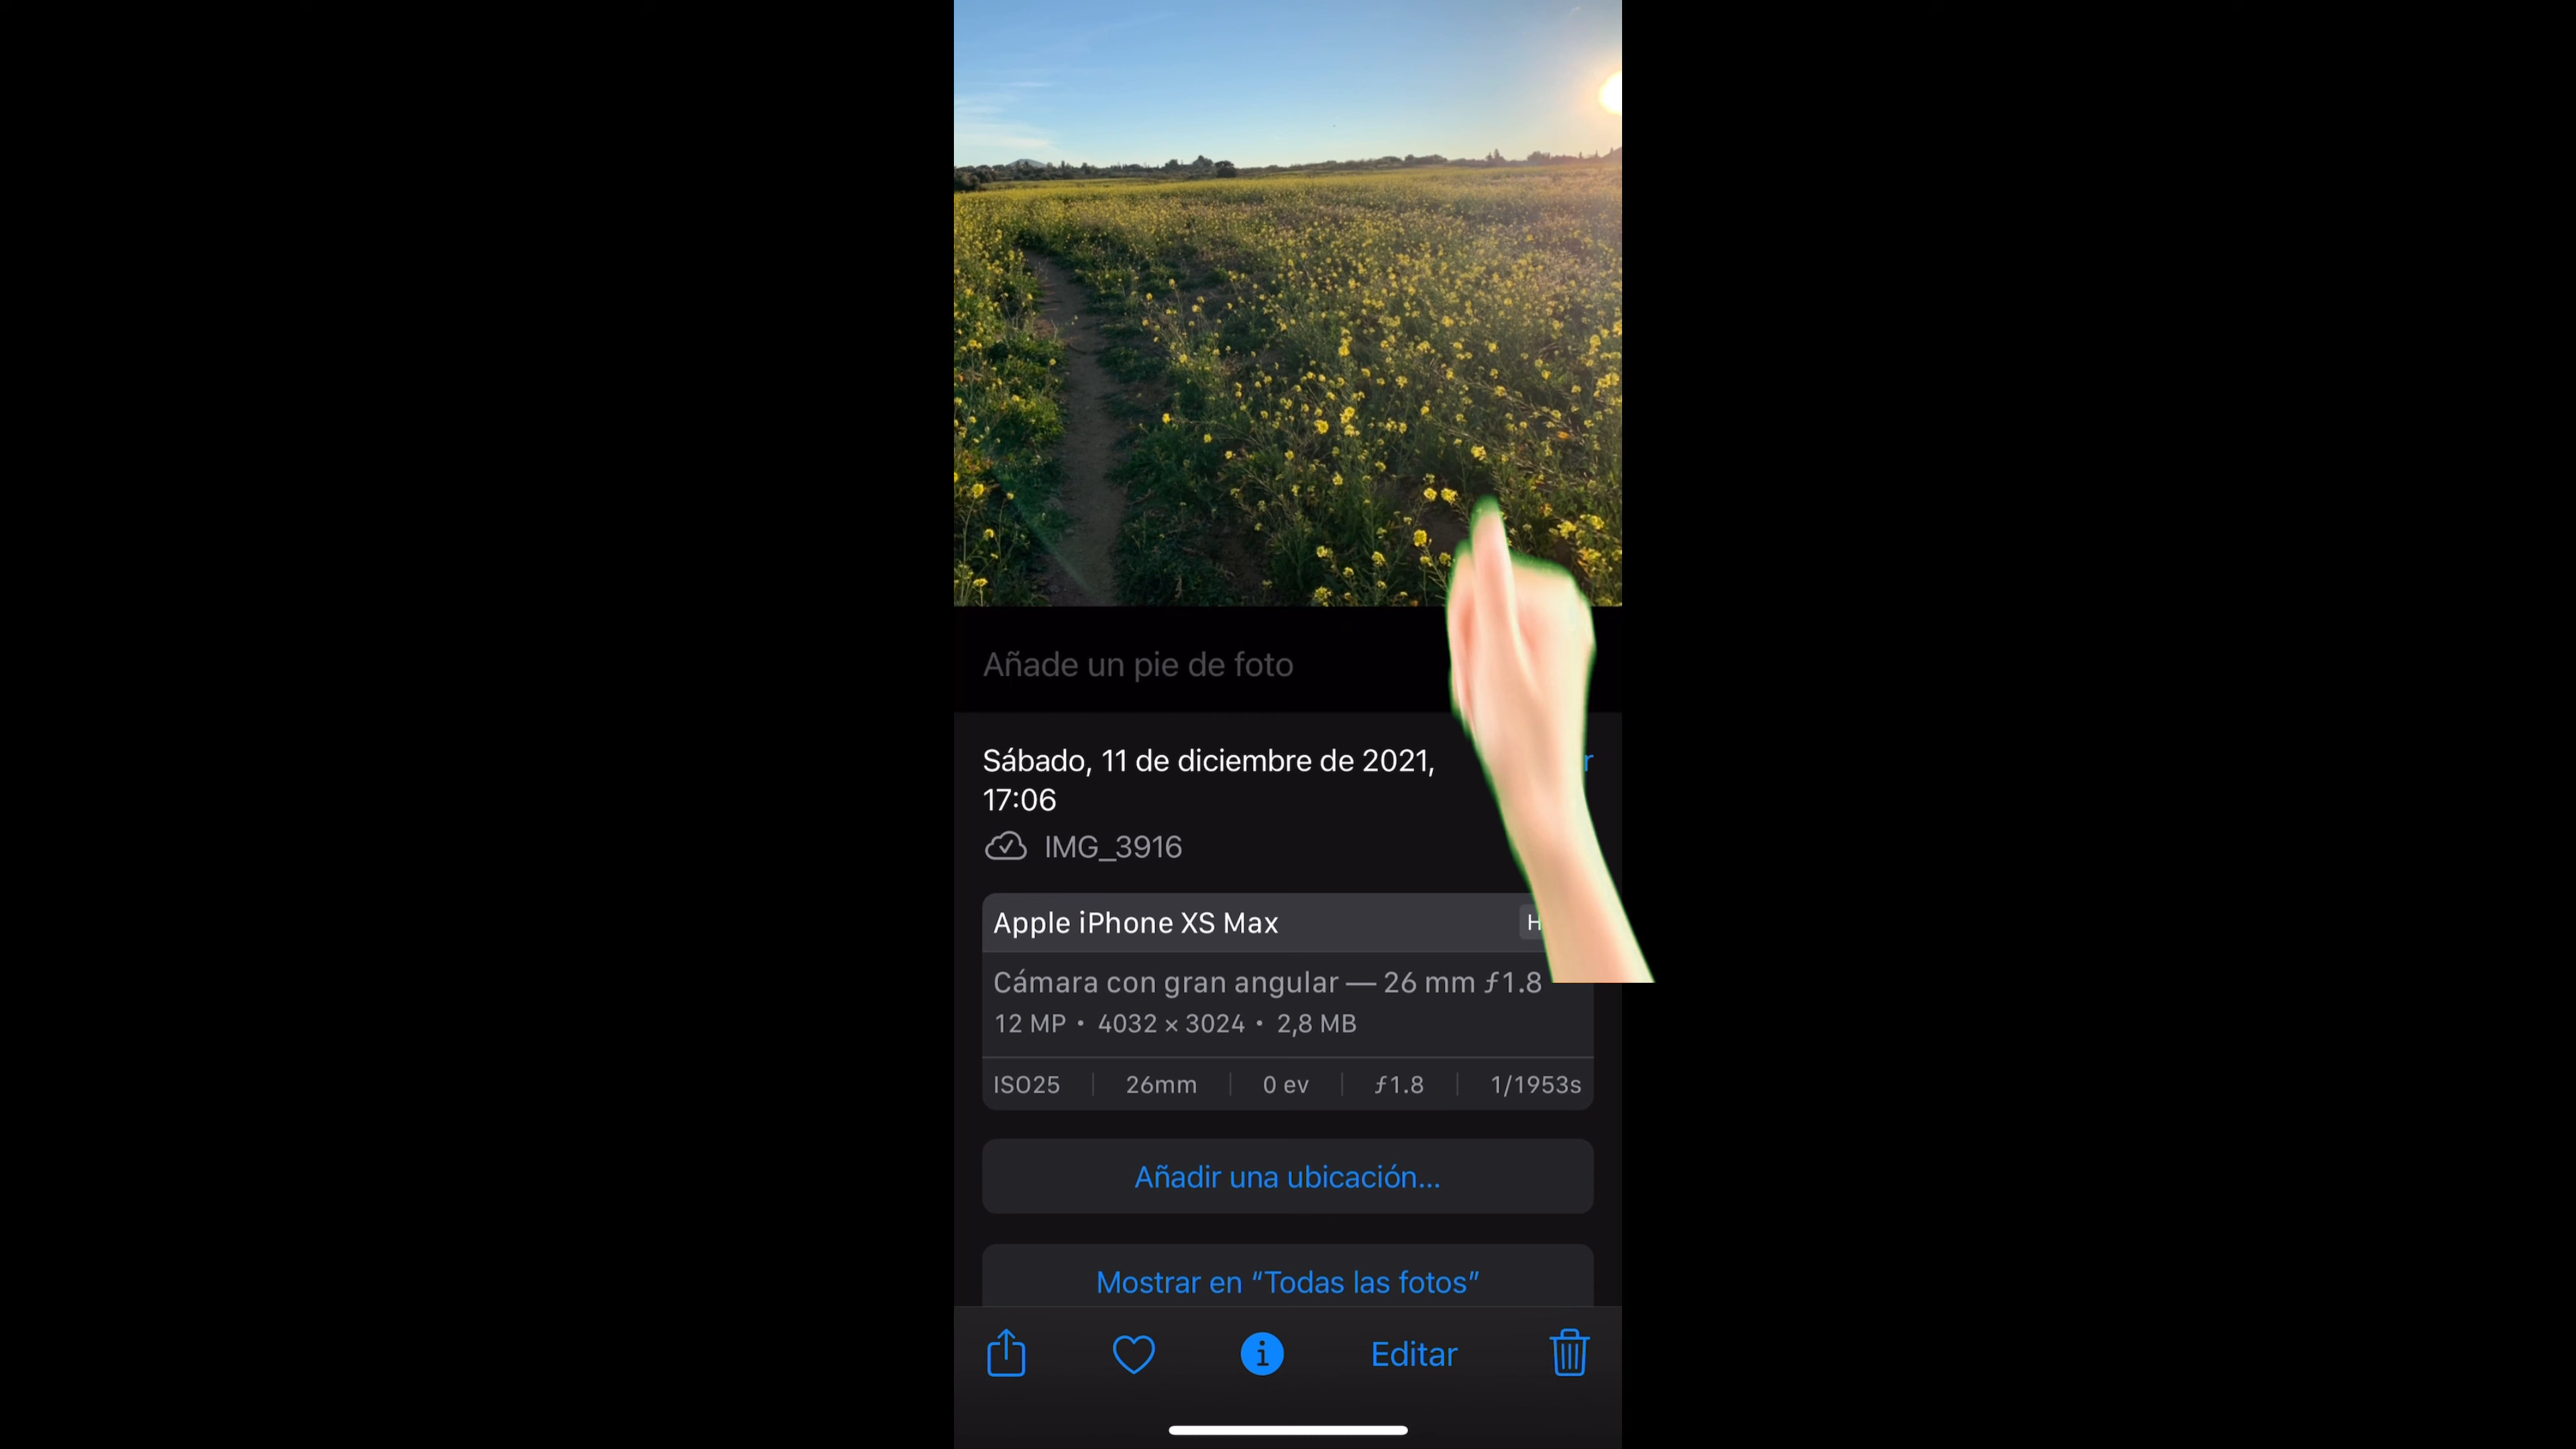 Añade un pie de foto
Sábado, 11 de diciembre de 2021,
17:06
IMG_3916
Apple iPhone XS Max
Cámara con gran angular — 26 mm ƒ1.8
12 MP • 4032 × 3024 • 2,8 MB
ISO25 26mm 0 ev ƒ1.8 1/1953s
Añadir una ubicación...
Mostrar en “Todas las fotos”
Editar